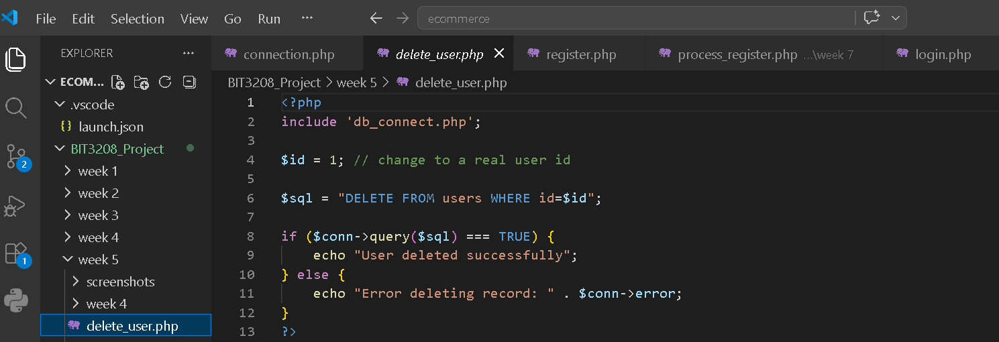 File Edit Selection View Go Run ···
ecommerce
EXPLORER ···
connection.php
delete_user.php
register.php
process_register.php ...\week 7
login.php
ECOM...
.vscode
{} launch.json
BIT3208_Project
week 1
week 2
week 3
week 4
week 5
screenshots
week 4
delete_user.php
2
1
BIT3208_Project > week 5 > delete_user.php
1 <?php
2 include 'db_connect.php';
3
4 $id = 1; // change to a real user id
5
6 $sql = "DELETE FROM users WHERE id=$id";
7
8 if ($conn->query($sql) === TRUE) {
9 echo "User deleted successfully";
10 } else {
11 echo "Error deleting record: " . $conn->error;
12 }
13 ?>